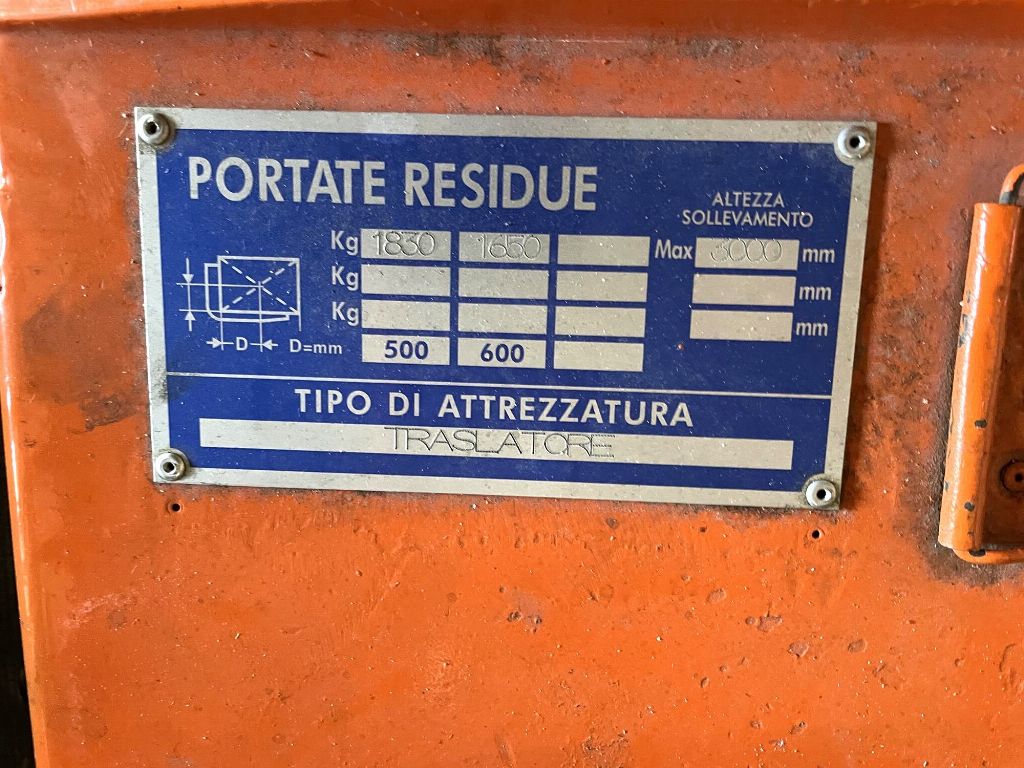 PORTATE RESIDUE
ALTEZZA
SOLLEVAMENTO
Kg 1830 1650 Max 3000 mm
Kg mm
Kg mm
D D=mm 500 600
TIPO DI ATTREZZATURA
TRASLATORE